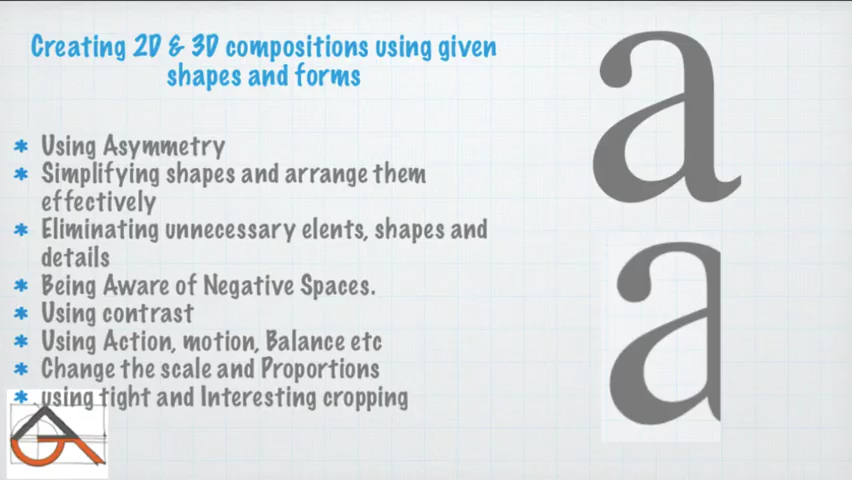 Creating 2D & 3D compositions using given
shapes and forms
* Using Asymmetry
* Simplifying shapes and arrange them
effectively
* Eliminating unnecessary elents, shapes and
details
* Being Aware of Negative Spaces.
* Using contrast
* Using Action, motion, Balance etc
* Change the scale and Proportions
* using tight and Interesting cropping
a
a